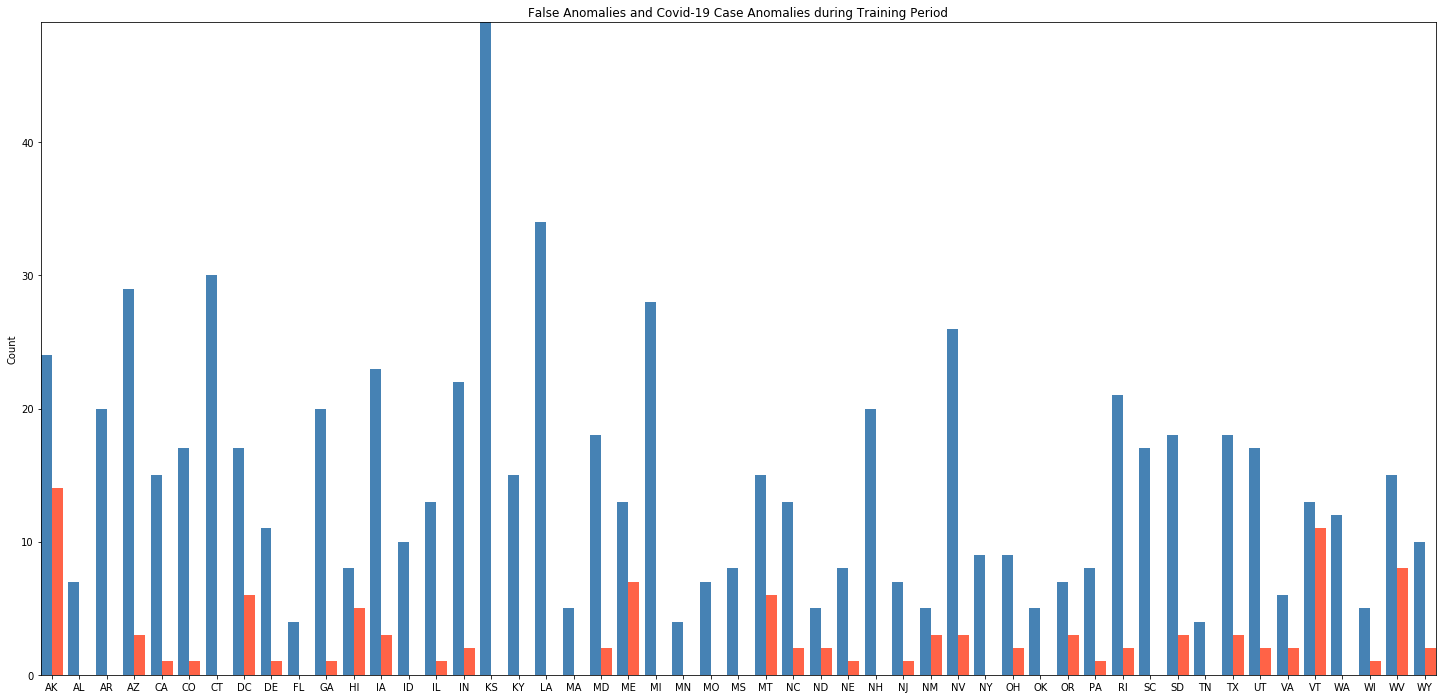 False Anomalies and Covid-19 Case Anomalies during Training Period
Count
40
30
20
10
0
AK AL AR AZ CA CO CT DC DE FL GA HI IA ID IL IN KS KY LA MA MD ME MI MN MO MS MT NC ND NE NH NJ NM NV NY OH OK OR PA RI SC SD TN TX UT VA VT WA WI WV WY